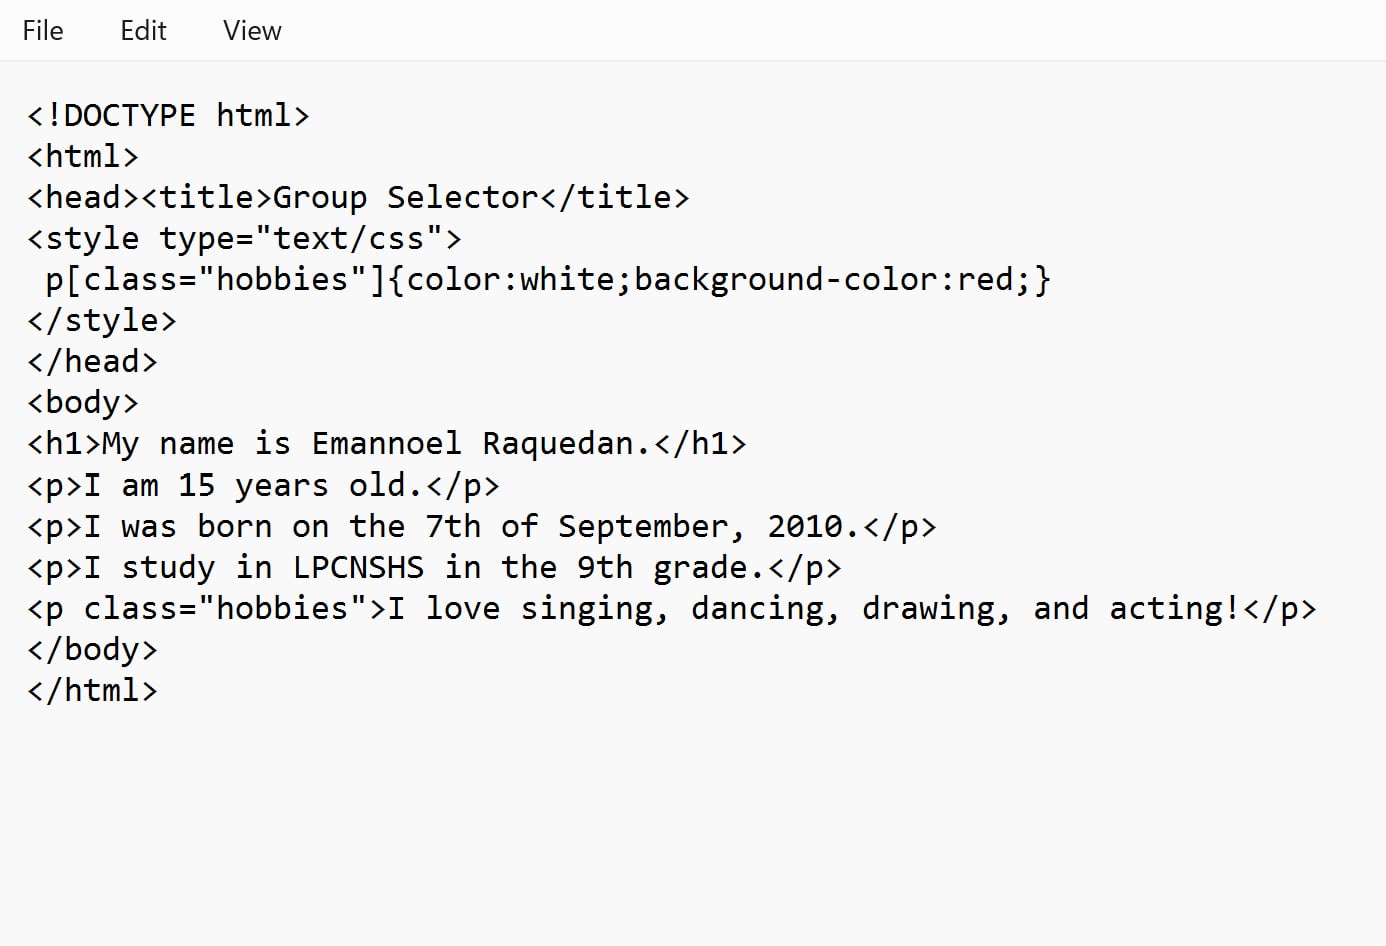 File Edit View
<!DOCTYPE html>
<html>
<head><title>Group Selector</title>
<style type="text/css">
 p[class="hobbies"]{color:white;background-color:red;}
</style>
</head>
<body>
<h1>My name is Emannoel Raquedan.</h1>
<p>I am 15 years old.</p>
<p>I was born on the 7th of September, 2010.</p>
<p>I study in LPCNSHS in the 9th grade.</p>
<p class="hobbies">I love singing, dancing, drawing, and acting!</p>
</body>
</html>